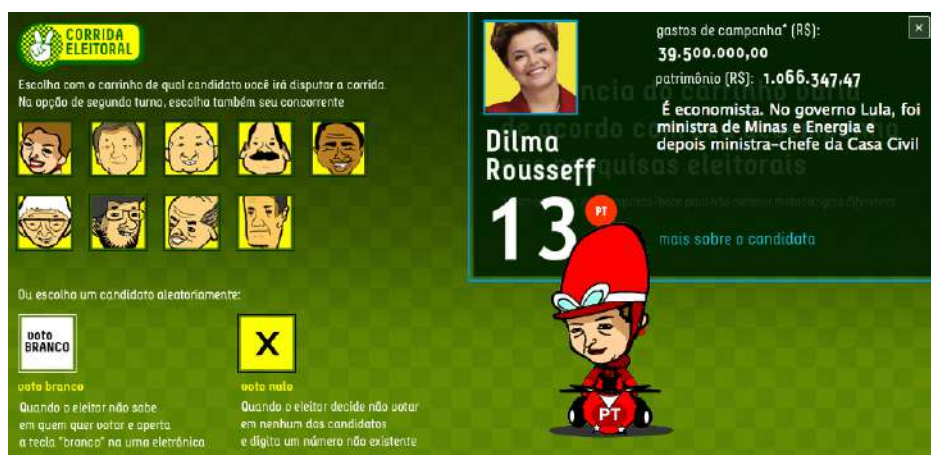 CORRIDA
ELEITORAL
Escolha com o carrinho de qual candidato você irá disputar a corrida.
Na opção de segundo turno, escolha também seu concorrente
Ou escolha um candidato aleatoriamente:
voto
BRANCO
voto branco
Quando o eleitor não sabe
em quem quer votar e aperta
a tecla "branco" na urna eletrônica
X
voto nulo
Quando o eleitor decide não votar
em nenhum dos candidatos
e digita um número não existente
Dilma
Rousseff
13
PT
gastos de campanha* (R$):
39.500.000,00
patrimônio (R$): 1.066.347,47
É economista. No governo Lula, foi
ministra de Minas e Energia e
depois ministra-chefe da Casa Civil
mais sobre a candidata
PT